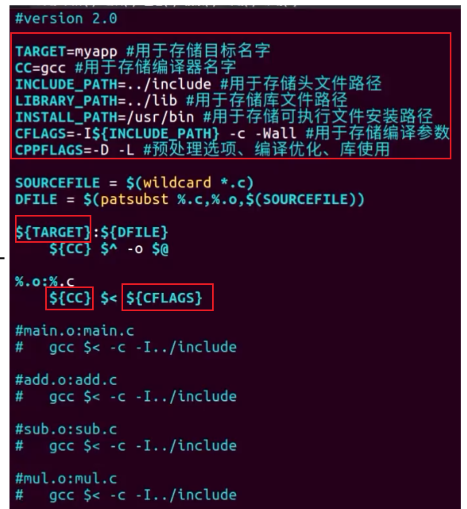 #version 2.0
TARGET=myapp #用于存储目标名字
CC=gcc #用于存储编译器名字
INCLUDE_PATH=../include #用于存储头文件路径
LIBRARY_PATH=../lib #用于存储库文件路径
INSTALL_PATH=/usr/bin #用于存储可执行文件安装路径
CFLAGS=-I${INCLUDE_PATH} -c -Wall #用于存储编译参数
CPPFLAGS=-D -L #预处理选项、编译优化、库使用
SOURCEFILE = $(wildcard *.c)
DFILE = $(patsubst %.c,%.o,$(SOURCEFILE))
${TARGET}:${DFILE}
${CC} $^ -o $@
%.o:%.c
${CC} $< ${CFLAGS}
#main.o:main.c
# gcc $< -c -I../include
#add.o:add.c
# gcc $< -c -I../include
#sub.o:sub.c
# gcc $< -c -I../include
#mul.o:mul.c
# gcc $< -c -I../include